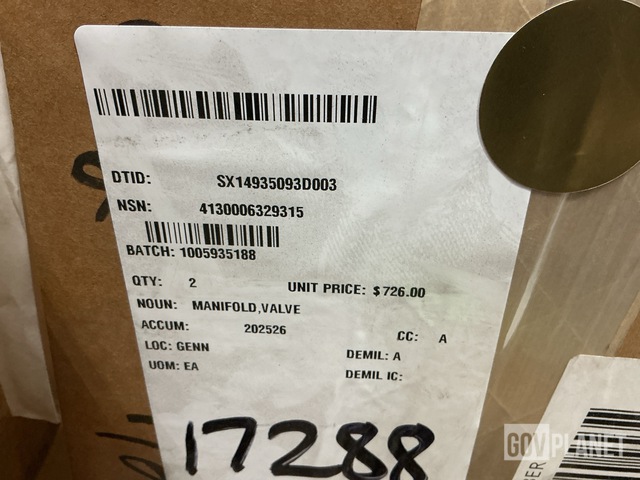 DTID: SX14935093D003
NSN: 4130006329315
BATCH: 1005935188
QTY: 2 UNIT PRICE: $726.00
NOUN: MANIFOLD,VALVE
ACCUM: 202526 CC: A
LOC: GENN DEMIL: A
UOM: EA DEMIL IC:
17288
GOVPLANET